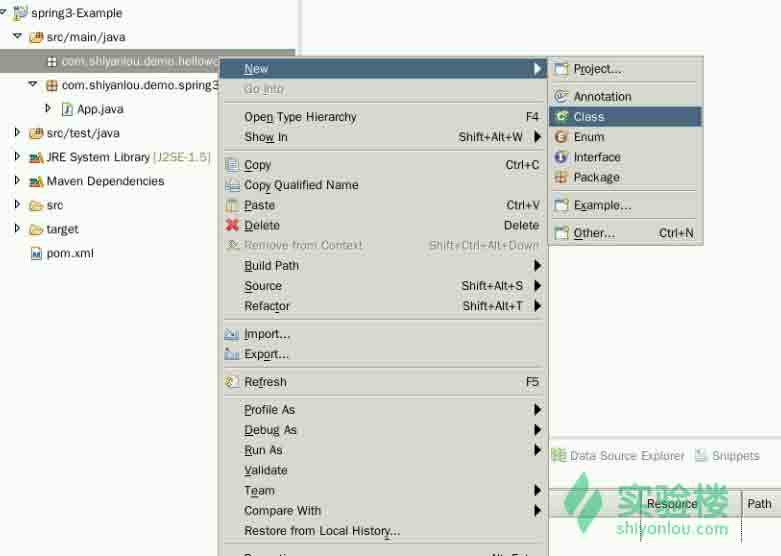 spring3-Example
src/main/java
com.shiyanlou.demo.hellowo
com.shiyanlou.demo.spring3
App.java
src/test/java
JRE System Library [J2SE-1.5]
Maven Dependencies
src
target
pom.xml
New
Go Into
Open Type Hierarchy F4
Show In Shift+Alt+W
Copy Ctrl+C
Copy Qualified Name
Paste Ctrl+V
Delete Delete
Remove from Context Shift+Ctrl+Alt+Down
Build Path
Source Shift+Alt+S
Refactor Shift+Alt+T
Import...
Export...
Refresh F5
Profile As
Debug As
Run As
Validate
Team
Compare With
Restore from Local History...
Project...
Annotation
Class
Enum
Interface
Package
Example...
Other... Ctrl+N
Data Source Explorer Snippets
Resource Path
实验楼
shiyanlou.com